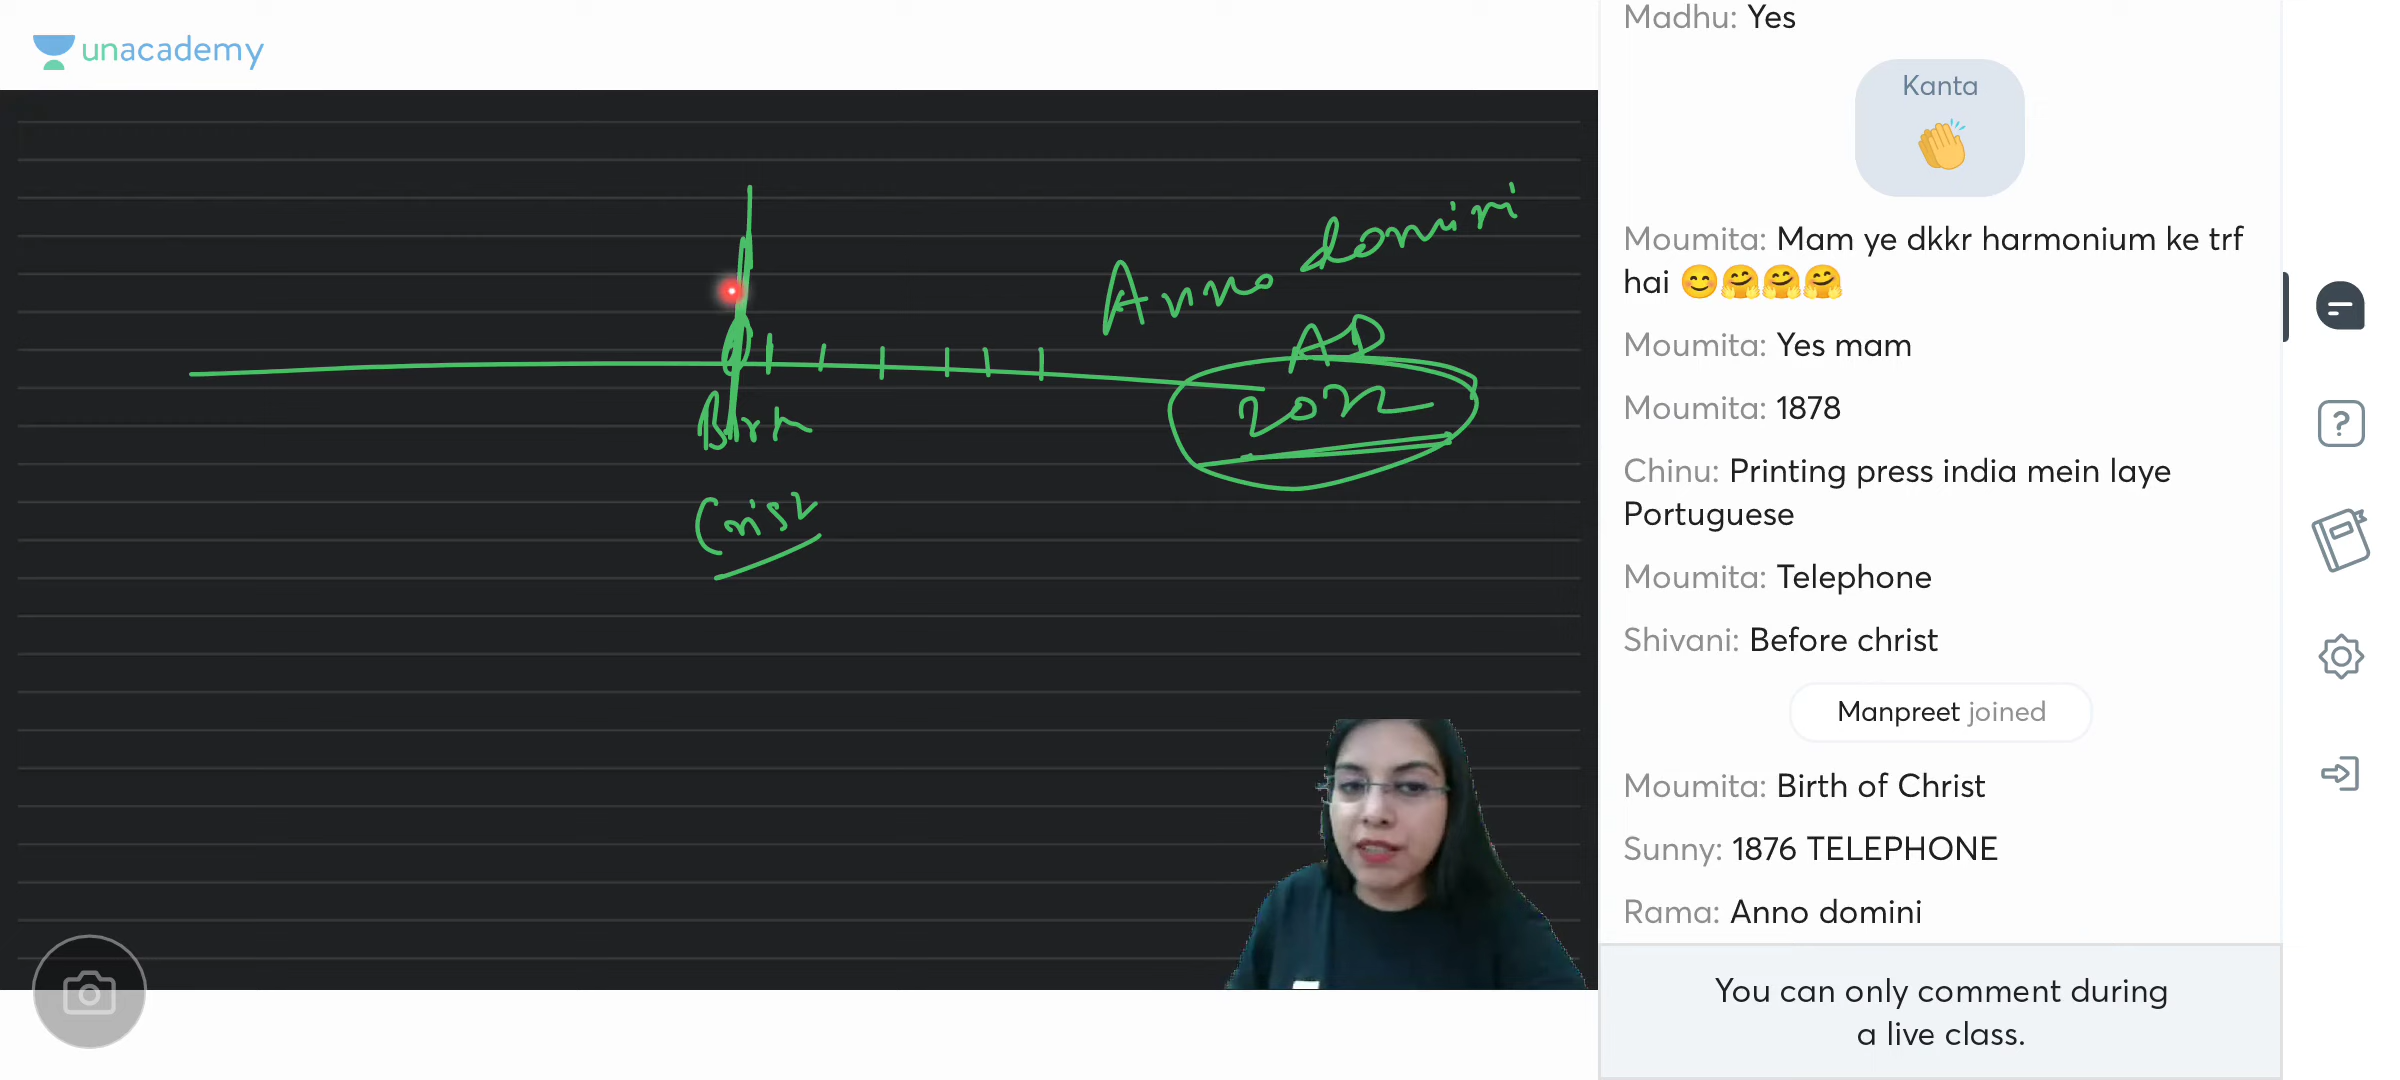 unacademy
Anno domini
AD
2022
Birth
Crist
Madhu: Yes
Kanta
👏
Moumita: Mam ye dkkr harmonium ke trf
hai 😊🤗🤗🤗
Moumita: Yes mam
Moumita: 1878
Chinu: Printing press india mein laye
Portuguese
Moumita: Telephone
Shivani: Before christ
Manpreet joined
Moumita: Birth of Christ
Sunny: 1876 TELEPHONE
Rama: Anno domini
You can only comment during
a live class.
?